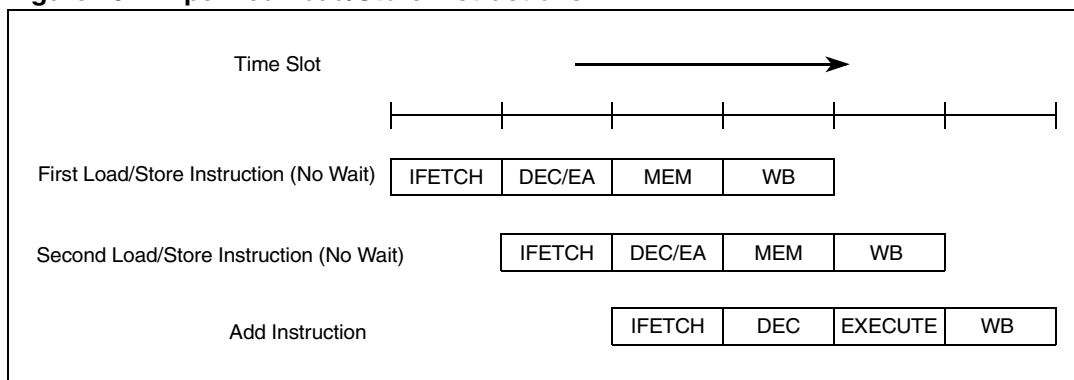 Time Slot
First Load/Store Instruction (No Wait) IFETCH DEC/EA MEM WB
Second Load/Store Instruction (No Wait) IFETCH DEC/EA MEM WB
Add Instruction IFETCH DEC EXECUTE WB